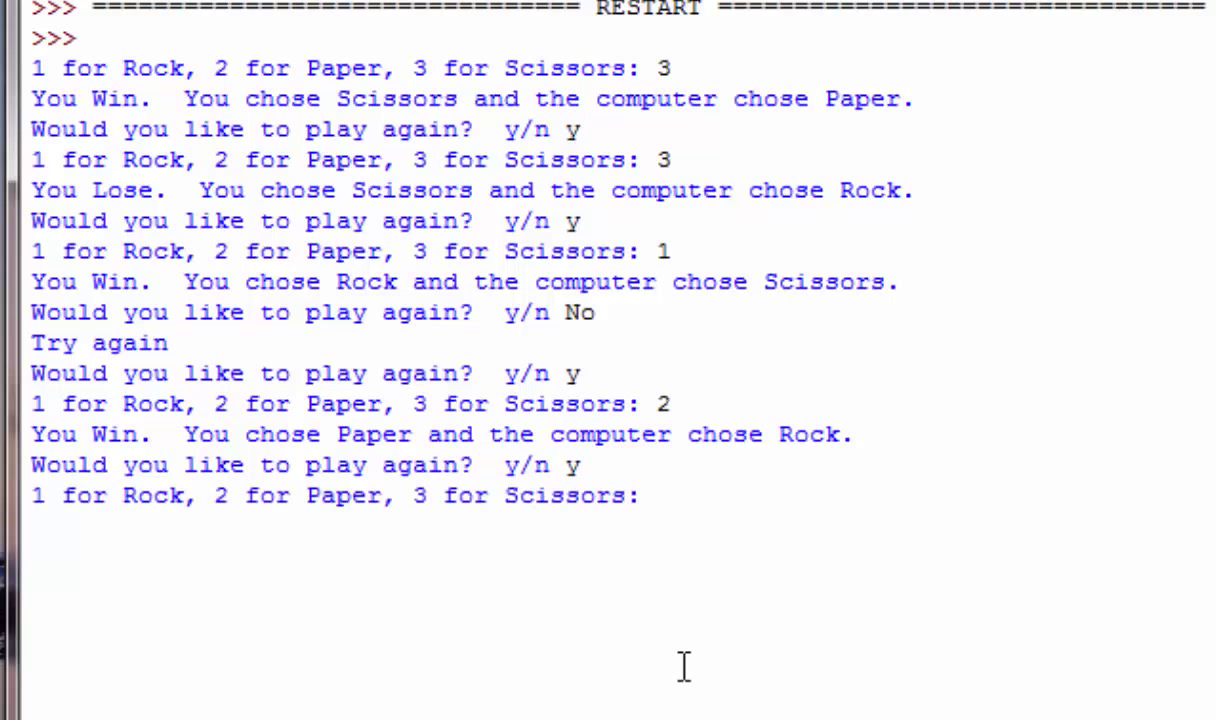 >>> ================================ RESTART ================================
>>>
1 for Rock, 2 for Paper, 3 for Scissors: 3
You Win.  You chose Scissors and the computer chose Paper.
Would you like to play again?  y/n y
1 for Rock, 2 for Paper, 3 for Scissors: 3
You Lose.  You chose Scissors and the computer chose Rock.
Would you like to play again?  y/n y
1 for Rock, 2 for Paper, 3 for Scissors: 1
You Win.  You chose Rock and the computer chose Scissors.
Would you like to play again?  y/n No
Try again
Would you like to play again?  y/n y
1 for Rock, 2 for Paper, 3 for Scissors: 2
You Win.  You chose Paper and the computer chose Rock.
Would you like to play again?  y/n y
1 for Rock, 2 for Paper, 3 for Scissors: